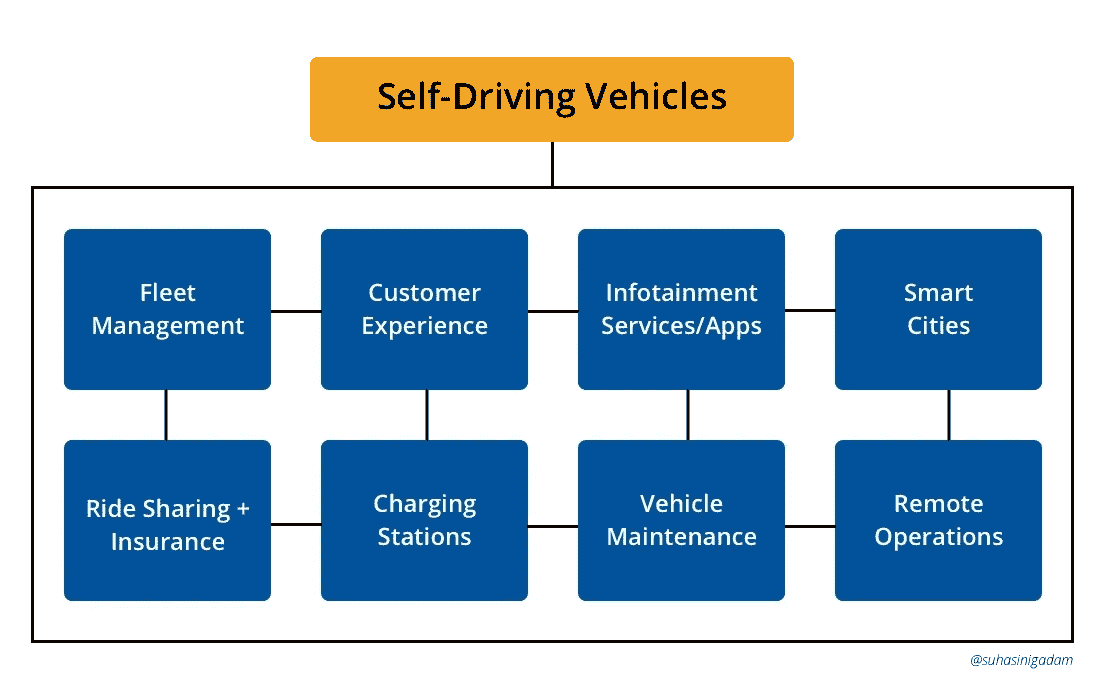 Self-Driving Vehicles
Fleet
Management
Customer
Experience
Infotainment
Services/Apps
Smart
Cities
Ride Sharing +
Insurance
Charging
Stations
Vehicle
Maintenance
Remote
Operations
@suhasinigadam